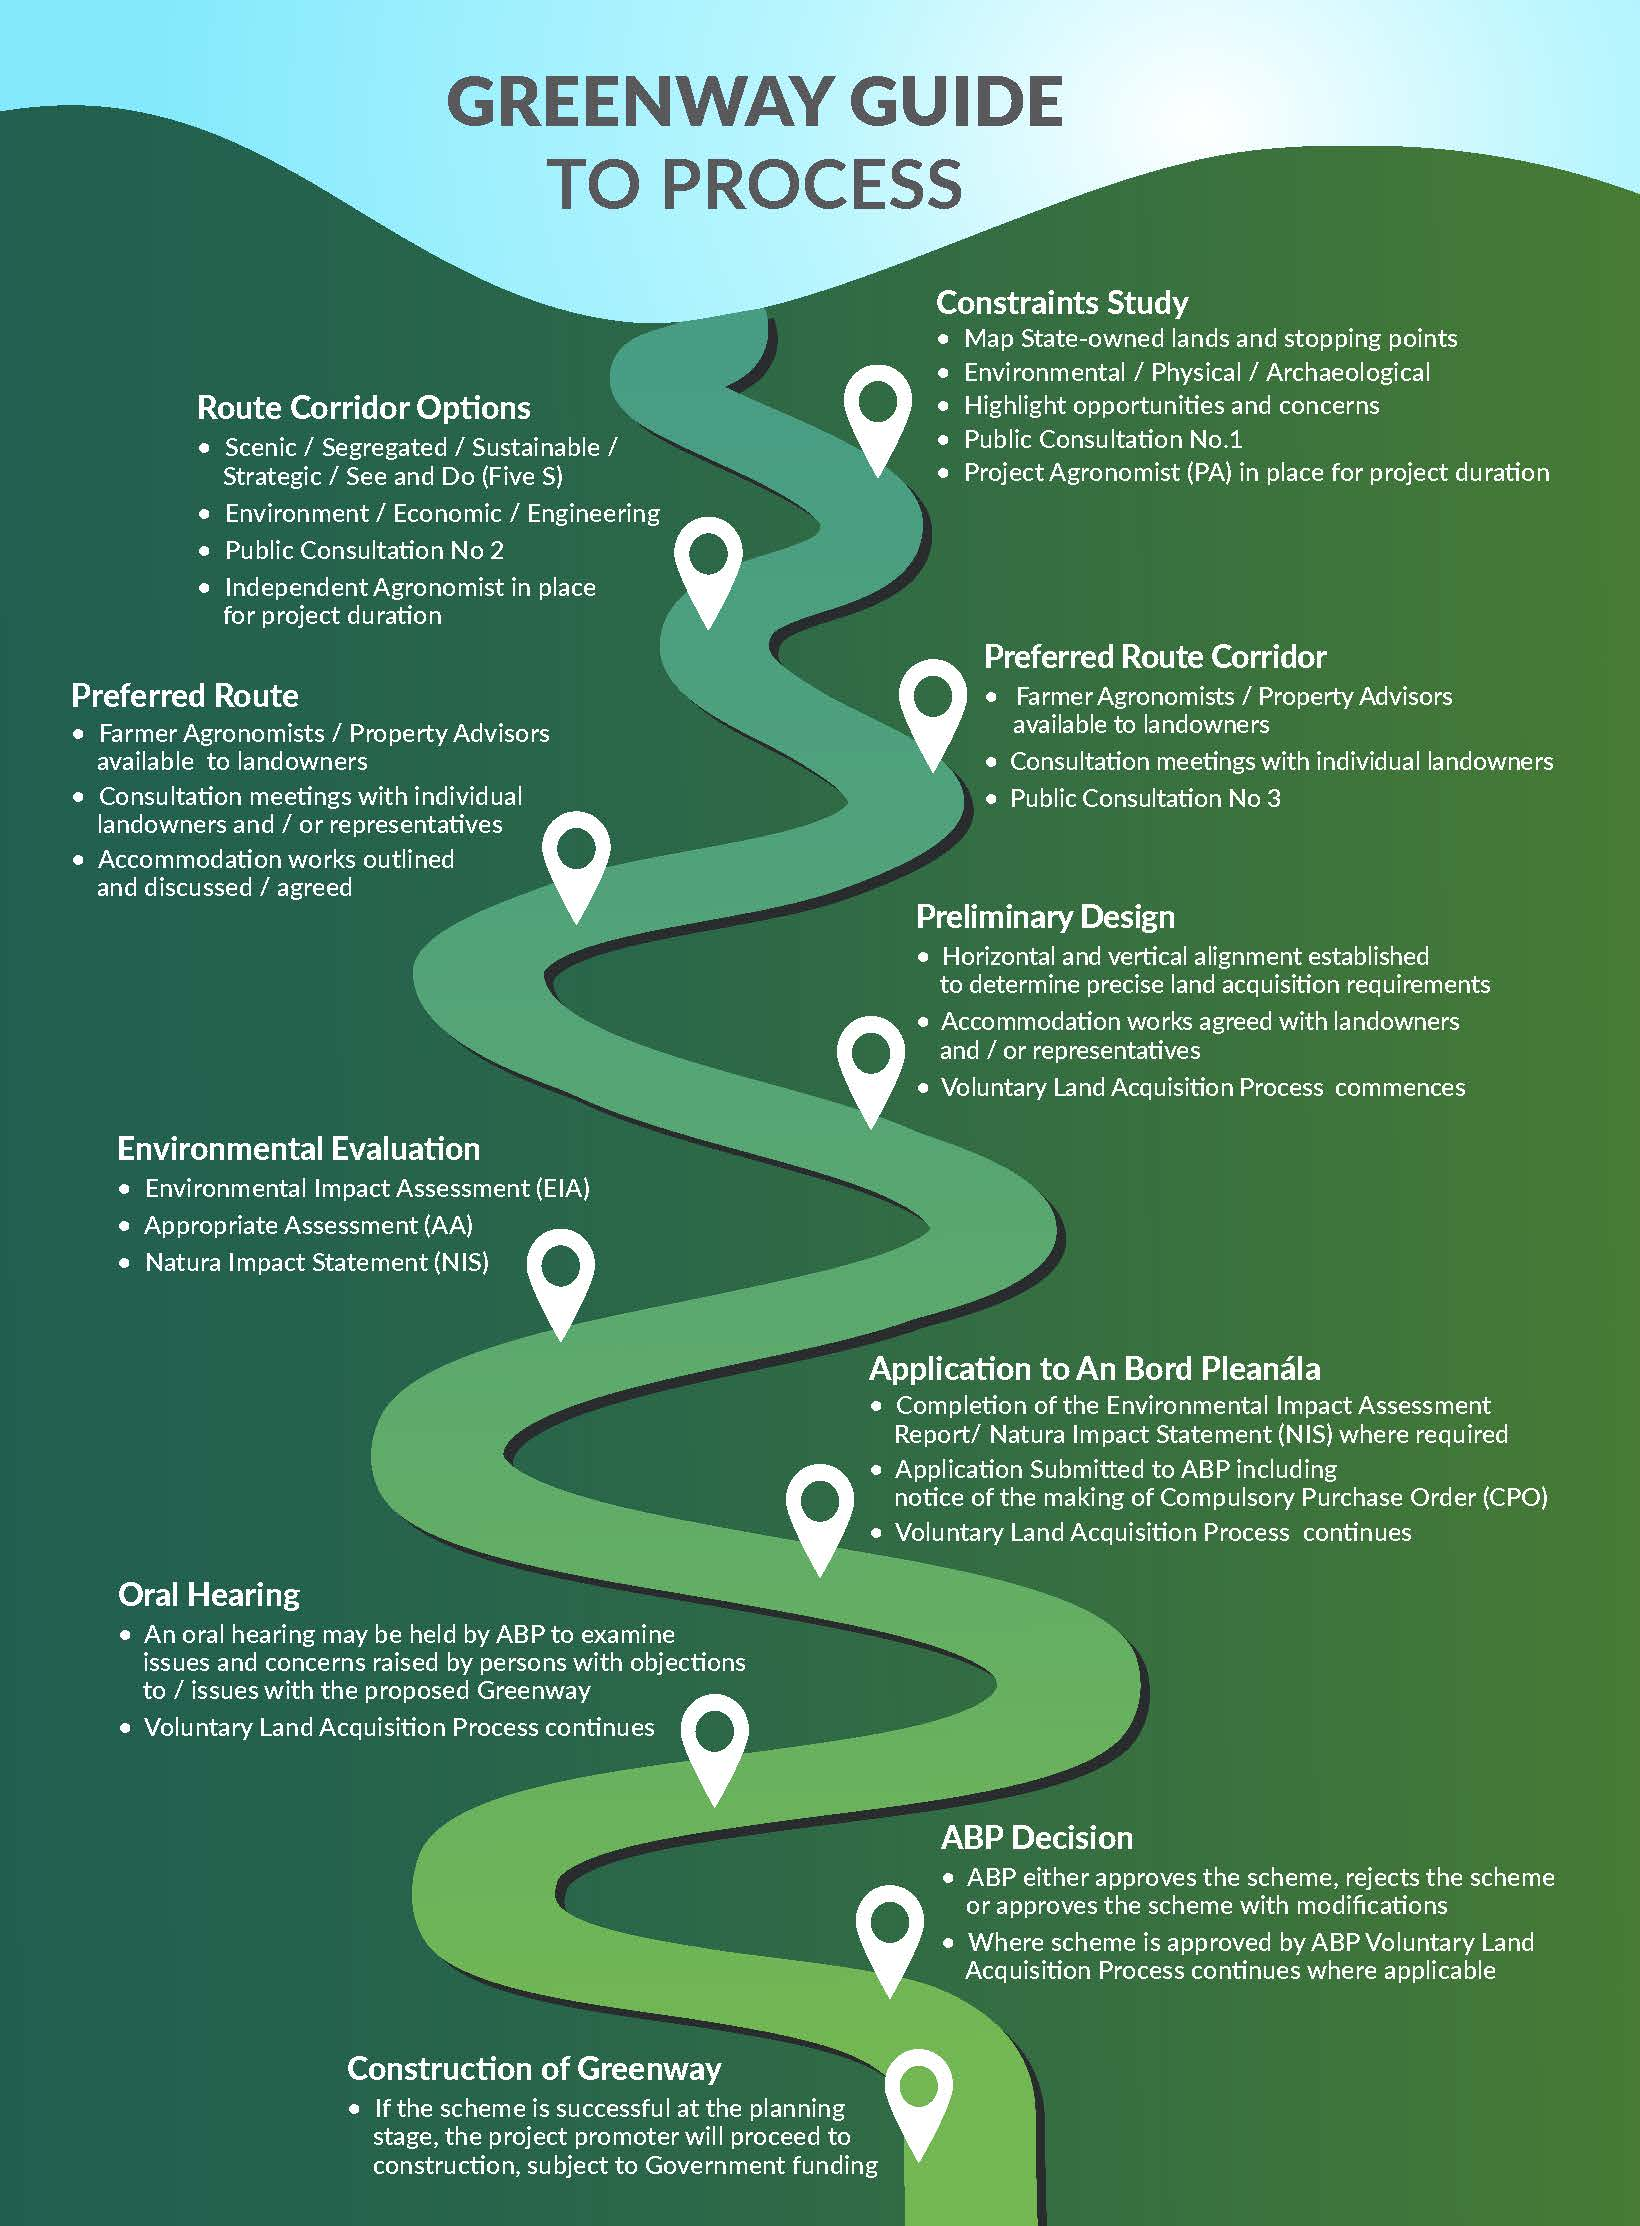 GREENWAY GUIDE
TO PROCESS
Constraints Study
• Map State-owned lands and stopping points
• Environmental / Physical / Archaeological
• Highlight opportunities and concerns
• Public Consultation No.1
• Project Agronomist (PA) in place for project duration
Route Corridor Options
• Scenic / Segregated / Sustainable /
Strategic / See and Do (Five S)
• Environment / Economic / Engineering
• Public Consultation No 2
• Independent Agronomist in place
for project duration
Preferred Route Corridor
• Farmer Agronomists / Property Advisors
available to landowners
• Consultation meetings with individual landowners
• Public Consultation No 3
Preferred Route
• Farmer Agronomists / Property Advisors
available to landowners
• Consultation meetings with individual
landowners and / or representatives
• Accommodation works outlined
and discussed / agreed
Preliminary Design
• Horizontal and vertical alignment established
to determine precise land acquisition requirements
• Accommodation works agreed with landowners
and / or representatives
• Voluntary Land Acquisition Process commences
Environmental Evaluation
• Environmental Impact Assessment (EIA)
• Appropriate Assessment (AA)
• Natura Impact Statement (NIS)
Application to An Bord Pleanála
• Completion of the Environmental Impact Assessment
Report/ Natura Impact Statement (NIS) where required
• Application Submitted to ABP including
notice of the making of Compulsory Purchase Order (CPO)
• Voluntary Land Acquisition Process continues
Oral Hearing
• An oral hearing may be held by ABP to examine
issues and concerns raised by persons with objections
to / issues with the proposed Greenway
• Voluntary Land Acquisition Process continues
ABP Decision
• ABP either approves the scheme, rejects the scheme
or approves the scheme with modifications
• Where scheme is approved by ABP Voluntary Land
Acquisition Process continues where applicable
Construction of Greenway
• If the scheme is successful at the planning
stage, the project promoter will proceed to
construction, subject to Government funding